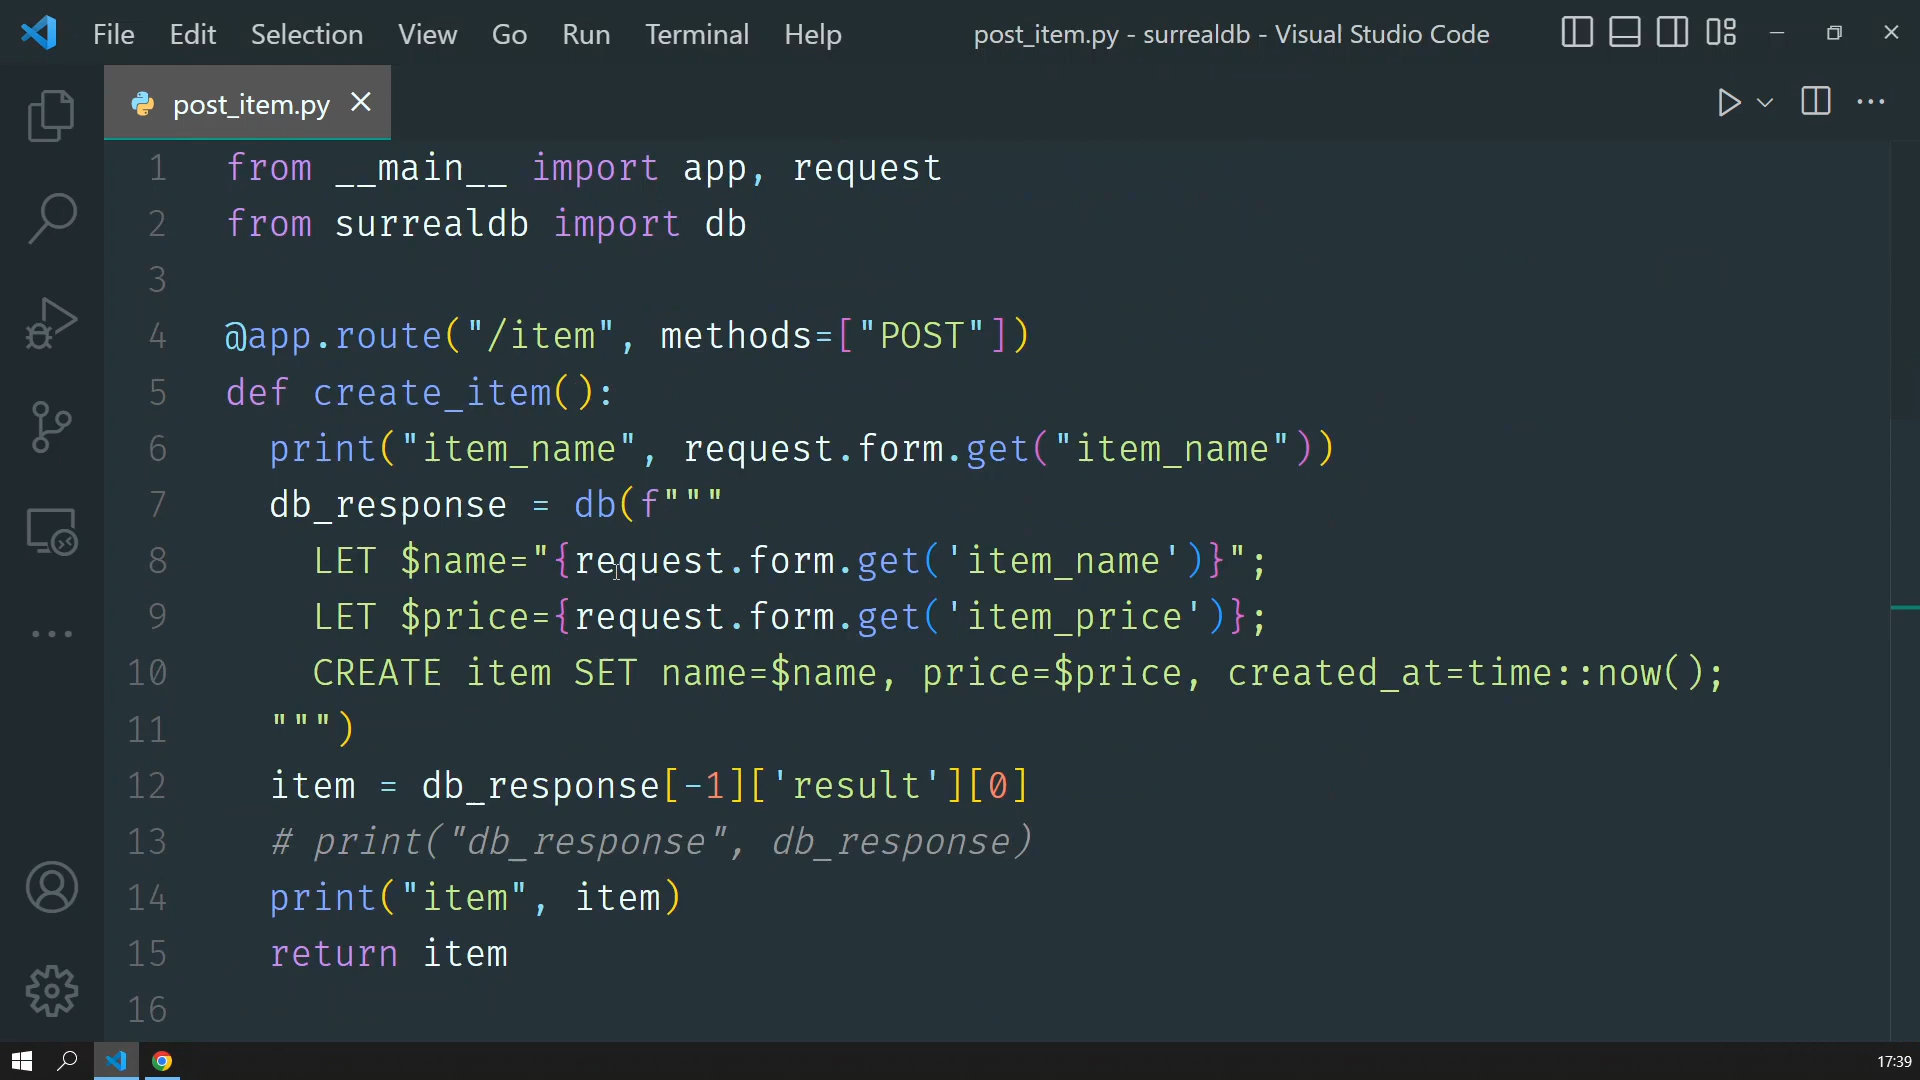 File Edit Selection View Go Run Terminal Help post_item.py - surrealdb - Visual Studio Code
post_item.py
1 from __main__ import app, request
2 from surrealdb import db
3
4 @app.route("/item", methods=["POST"])
5 def create_item():
6   print("item_name", request.form.get("item_name"))
7   db_response = db(f"""
8     LET $name="{request.form.get('item_name')}";
9     LET $price={request.form.get('item_price')};
10     CREATE item SET name=$name, price=$price, created_at=time::now();
11   """)
12   item = db_response[-1]['result'][0]
13   # print("db_response", db_response)
14   print("item", item)
15   return item
16
17:39